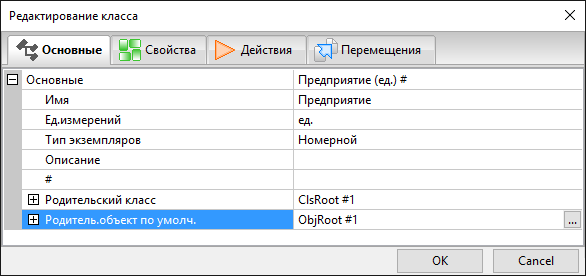 Редактирование класса
Основные Свойства Действия Перемещения
Основные Предприятие (ед.) #
Имя Предприятие
Ед.измерений ед.
Тип экземпляров Номерной
Описание
#
Родительский класс ClsRoot #1
Родитель.объект по умолч. ObjRoot #1 ...
OK Cancel